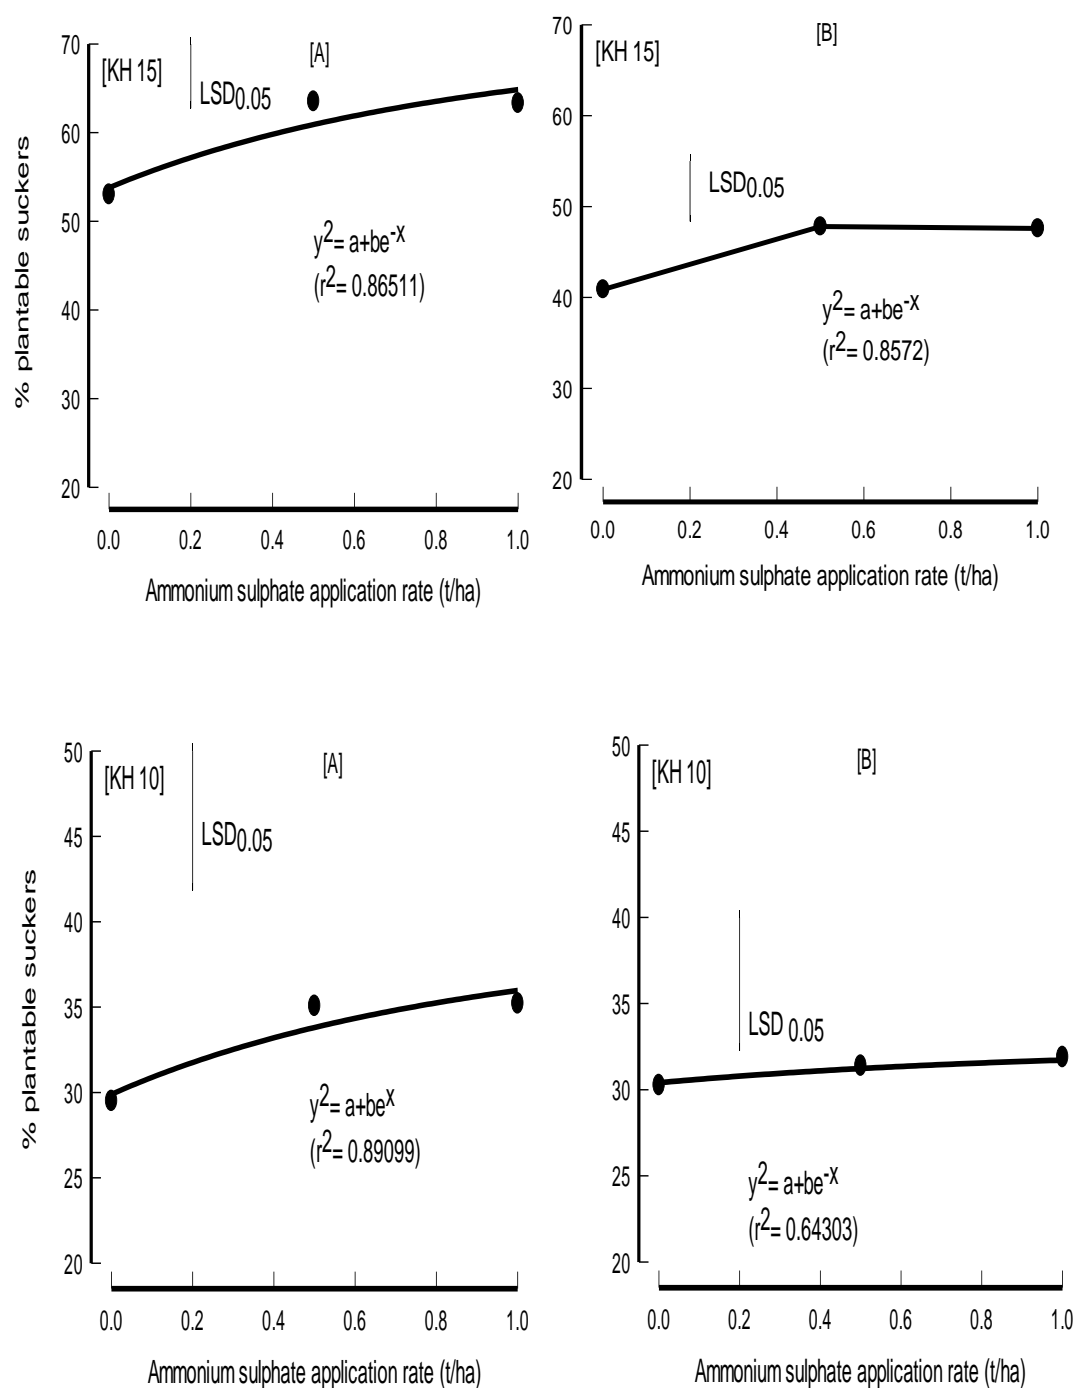 [KH 15]
[A]
LSD0.05
y2= a+be-x
(r2= 0.86511)
% plantable suckers
70
60
50
40
30
20
0.0 0.2 0.4 0.6 0.8 1.0
Ammonium sulphate application rate (t/ha)
[KH 15]
[B]
LSD0.05
y2= a+be-x
(r2= 0.8572)
70
60
50
40
30
20
0.0 0.2 0.4 0.6 0.8 1.0
Ammonium sulphate application rate (t/ha)
[KH 10]
[A]
LSD0.05
y2= a+bex
(r2= 0.89099)
% plantable suckers
50
45
40
35
30
25
20
0.0 0.2 0.4 0.6 0.8 1.0
Ammonium sulphate application rate (t/ha)
[KH 10]
[B]
LSD 0.05
y2= a+be-x
(r2= 0.64303)
50
45
40
35
30
25
20
0.0 0.2 0.4 0.6 0.8 1.0
Ammonium sulphate application rate (t/ha)